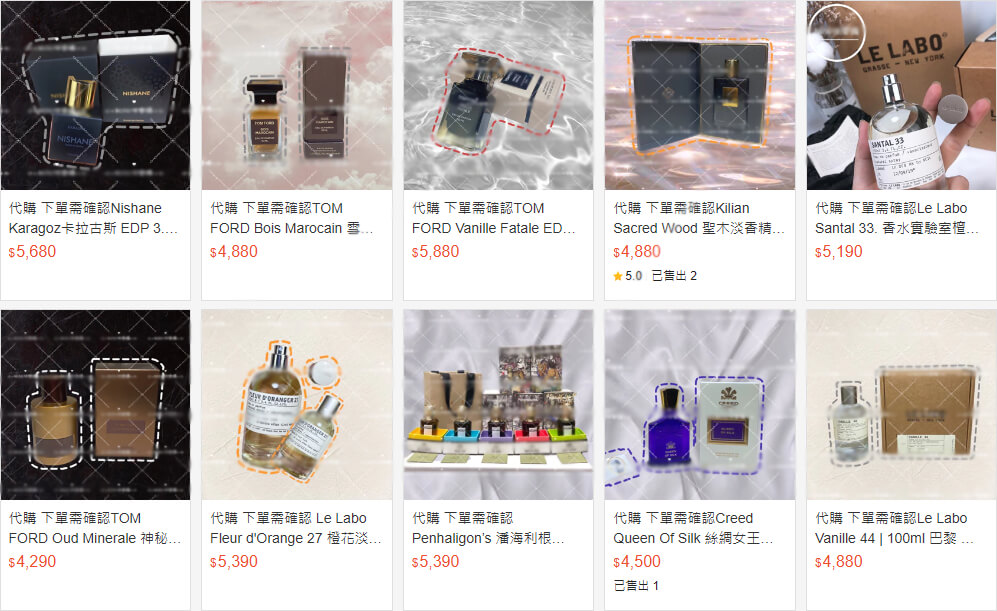 NISHANE
NISHANE
NISHANE
TOM FORD
BOIS
MAROCAIN
LE LABO
GRASSE – NEW YORK
SANTAL 33
代購 下單需確認Nishane
Karagoz卡拉古斯 EDP 3....
$5,680
代購 下單需確認TOM
FORD Bois Marocain 雪...
$4,880
代購 下單需確認TOM
FORD Vanille Fatale ED...
$5,880
代購 下單需確認Kilian
Sacred Wood 聖木淡香精...
$4,880
5.0 已售出 2
代購 下單需確認Le Labo
Santal 33. 香水實驗室檀...
$5,190
CREED
QUEEN
OF SILK
VANILLE 44
代購 下單需確認TOM
FORD Oud Minerale 神秘...
$4,290
代購 下單需確認 Le Labo
Fleur d'Orange 27 橙花淡...
$5,390
代購 下單需確認
Penhaligon's 潘海利根...
$5,390
代購 下單需確認Creed
Queen Of Silk 絲綢女王...
$4,500
已售出 1
代購 下單需確認Le Labo
Vanille 44 | 100ml 巴黎 ...
$4,880